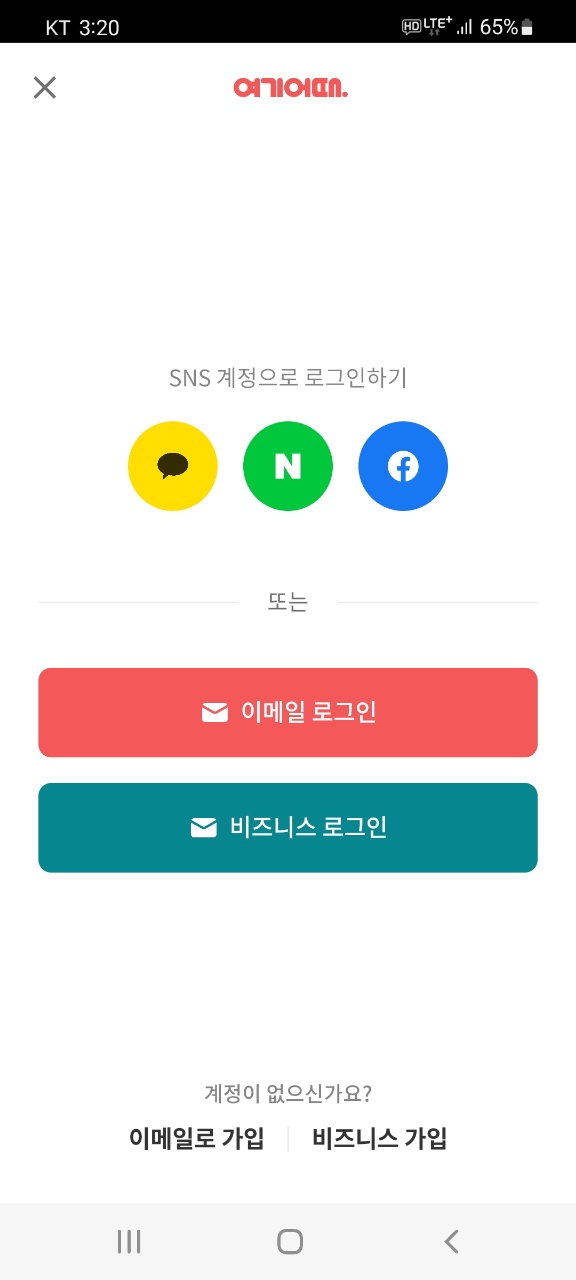 KT 3:20 HD LTE+ 65%
여기어때.
SNS 계정으로 로그인하기
N
또는
이메일 로그인
비즈니스 로그인
계정이 없으신가요?
이메일로 가입 비즈니스 가입